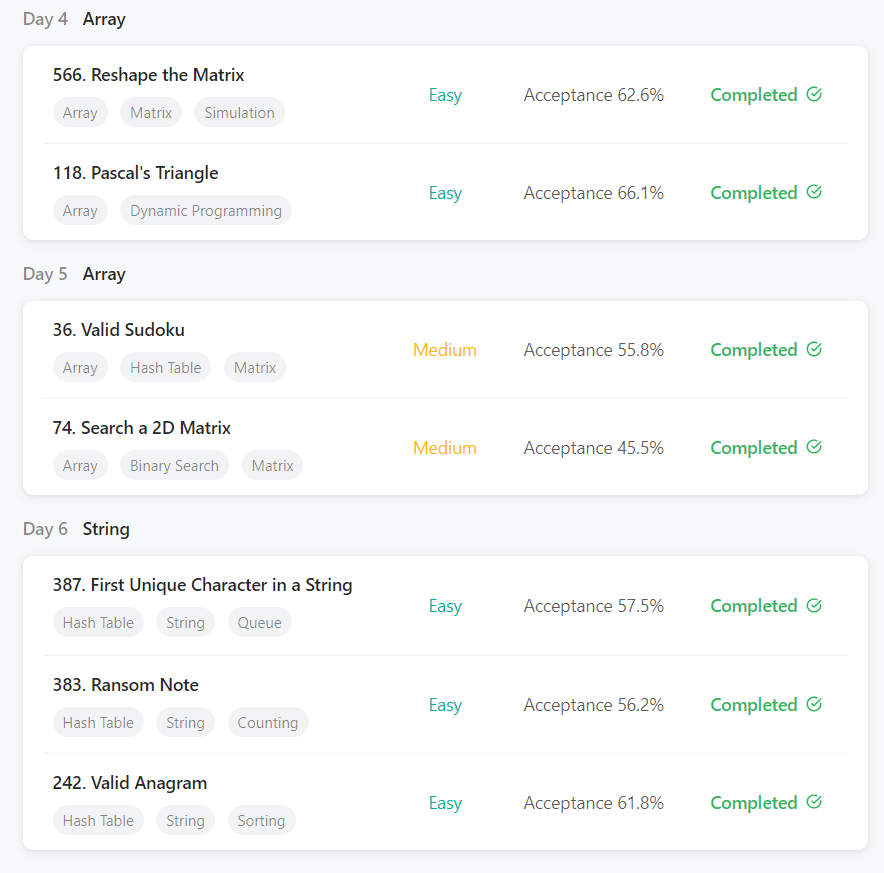 Day 4 Array
566. Reshape the Matrix
Array Matrix Simulation
Easy
Acceptance 62.6%
Completed
118. Pascal's Triangle
Array Dynamic Programming
Easy
Acceptance 66.1%
Completed
Day 5 Array
36. Valid Sudoku
Array Hash Table Matrix
Medium
Acceptance 55.8%
Completed
74. Search a 2D Matrix
Array Binary Search Matrix
Medium
Acceptance 45.5%
Completed
Day 6 String
387. First Unique Character in a String
Hash Table String Queue
Easy
Acceptance 57.5%
Completed
383. Ransom Note
Hash Table String Counting
Easy
Acceptance 56.2%
Completed
242. Valid Anagram
Hash Table String Sorting
Easy
Acceptance 61.8%
Completed